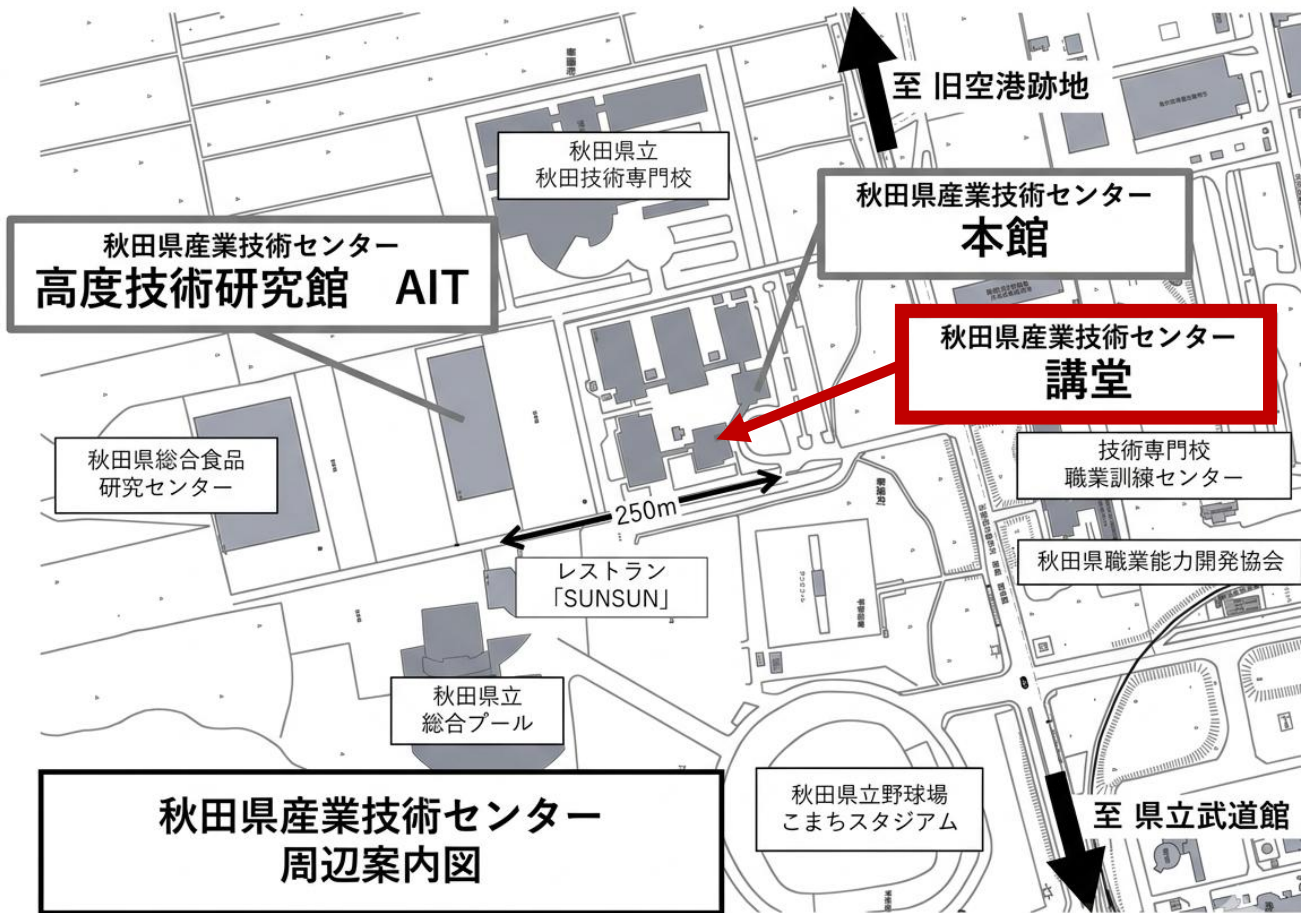 至 旧空港跡地
秋田県立
秋田技術専門校
秋田県産業技術センター
本館
秋田県産業技術センター
高度技術研究館 AIT
秋田県産業技術センター
講堂
秋田県総合食品
研究センター
技術専門校
職業訓練センター
250m
秋田県職業能力開発協会
レストラン
「SUNSUN」
秋田県立
総合プール
秋田県産業技術センター
周辺案内図
秋田県立野球場
こまちスタジアム
至 県立武道館